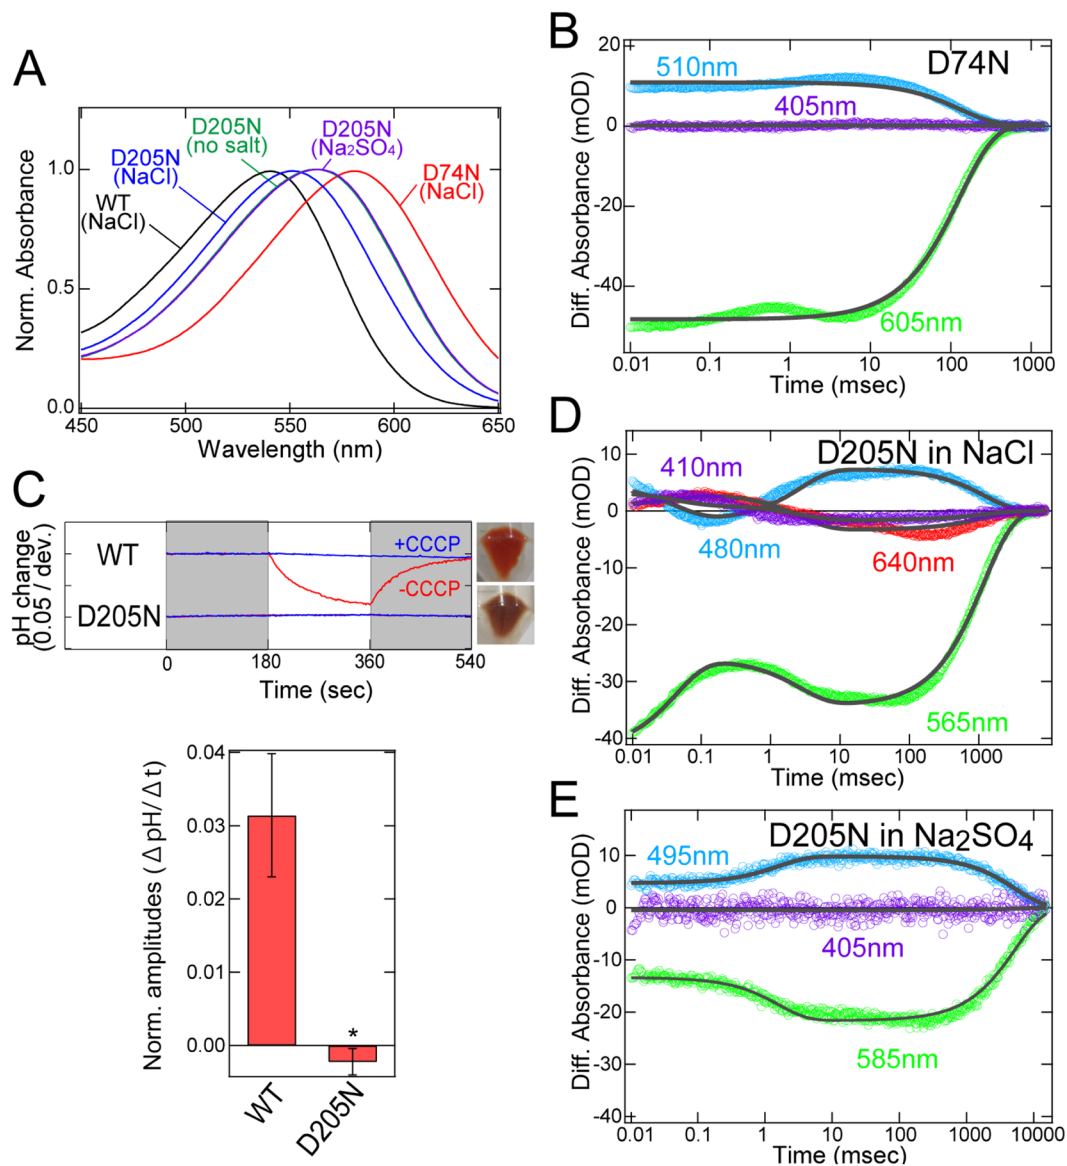 A
D205N
(no salt)
D205N
(Na₂SO₄)
D205N
(NaCl)
D74N
(NaCl)
WT
(NaCl)
1.0
0.5
0.0
Norm. Absorbance
450
500
550
600
650
Wavelength (nm)
B
D74N
510nm
405nm
605nm
20
0
-20
-40
Diff. Absorbance (mOD)
0.01
0.1
1
10
100
1000
Time (msec)
C
WT
D205N
+CCCP
-CCCP
pH change
(0.05 / dev.)
0
180
360
540
Time (sec)
0.04
0.03
0.02
0.01
0.00
Norm. amplitudes (ΔpH/Δt)
*
WT
D205N
D
D205N in NaCl
410nm
480nm
640nm
565nm
10
0
-10
-20
-30
-40
Diff. Absorbance (mOD)
0.01
0.1
1
10
100
1000
Time (msec)
E
D205N in Na₂SO₄
495nm
405nm
585nm
10
0
-10
-20
-30
-40
Diff. Absorbance (mOD)
0.01
0.1
1
10
100
1000
10000
Time (msec)